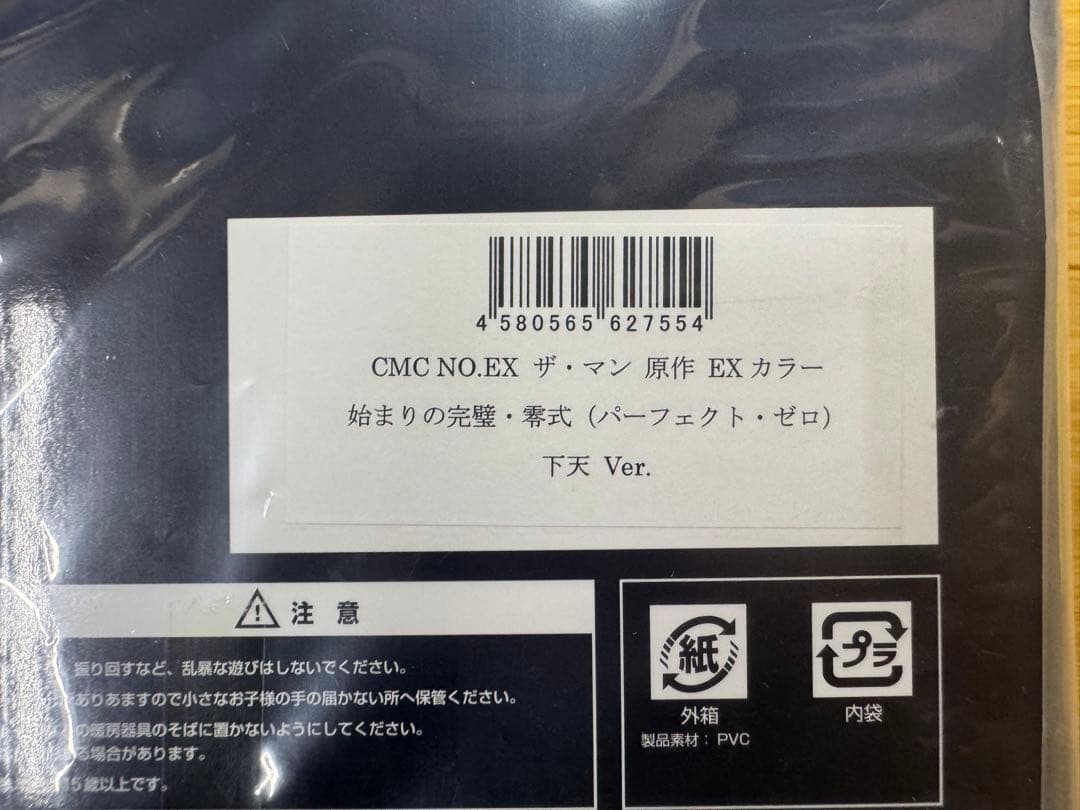 4 580565 627554
CMC NO.EX ザ・マン 原作 EXカラー
始まりの完璧・零式（パーフェクト・ゼロ）
下天 Ver.
注 意
振り回すなど、乱暴な遊びはしないでください。
ありあますので小さなお子様の手の届かない所へ保管ください。
の暖房器具のそばに置かないようにしてください。
る場合があります。
15歳以上です。
紙
外箱
プラ
内袋
製品素材：PVC